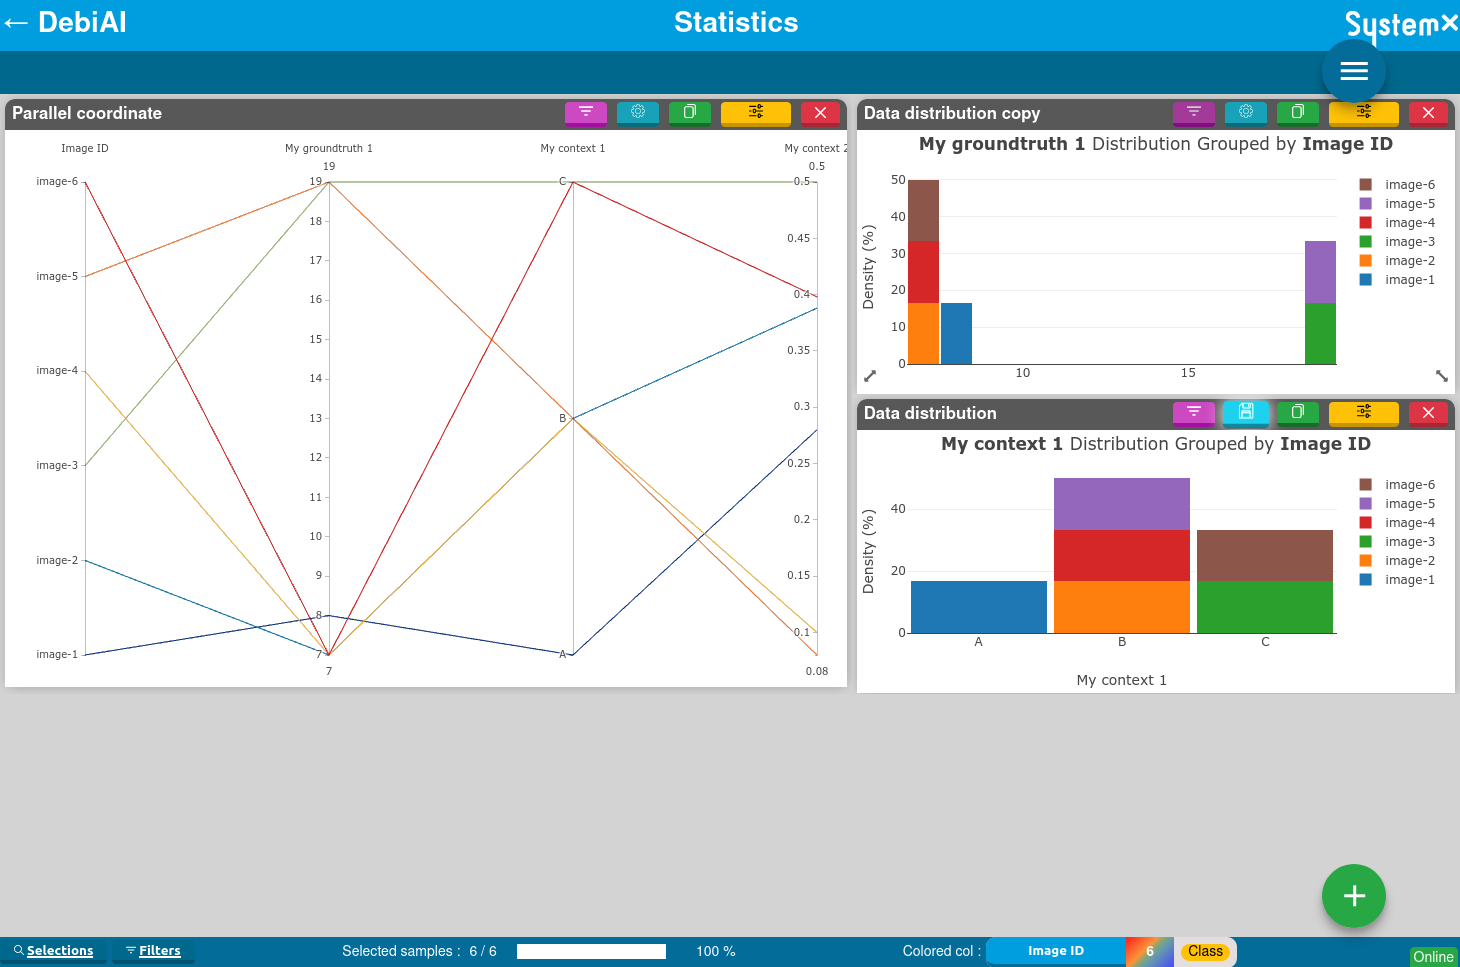 ← DebiAI
Statistics
System×
Parallel coordinate
Image ID
My groundtruth 1
My context 1
My context 2
19
0.5
image-6
image-5
image-4
image-3
image-2
image-1
19
18
17
16
15
14
13
12
11
10
9
8
7
7
C
B
A
0.5
0.45
0.4
0.35
0.3
0.25
0.2
0.15
0.1
0.08
Data distribution copy
My groundtruth 1 Distribution Grouped by Image ID
Density (%)
50
40
30
20
10
0
10
15
image-6
image-5
image-4
image-3
image-2
image-1
Data distribution
My context 1 Distribution Grouped by Image ID
Density (%)
40
20
0
A
B
C
My context 1
image-6
image-5
image-4
image-3
image-2
image-1
Selections
Filters
Selected samples : 6 / 6
100 %
Colored col :
Image ID
6
Class
Online